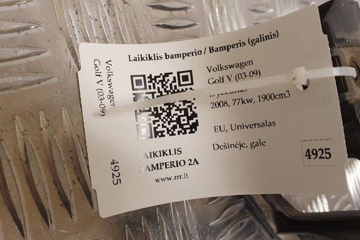 Laikiklis bamperio / Bamperis (galinis)
Volkswagen
Golf V (03-09)
4925
Volkswagen
Golf V (03-09)
2008, 77kw, 1900cm3
EU, Universalas
Dešinėje, gale
LAIKIKLIS
BAMPERIO 2A
www.rrr.lt
4925